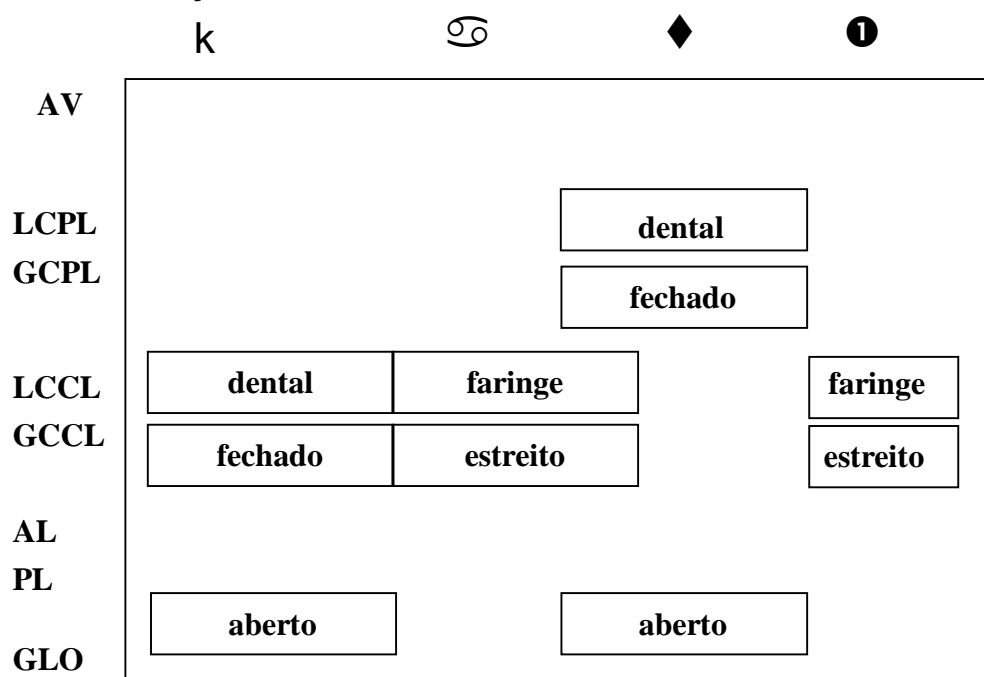 k ♋ ♦ ❶
AV
LCPL dental
GCPL fechado
LCCL dental faringe faringe
GCCL fechado estreito estreito
AL
PL
aberto aberto
GLO